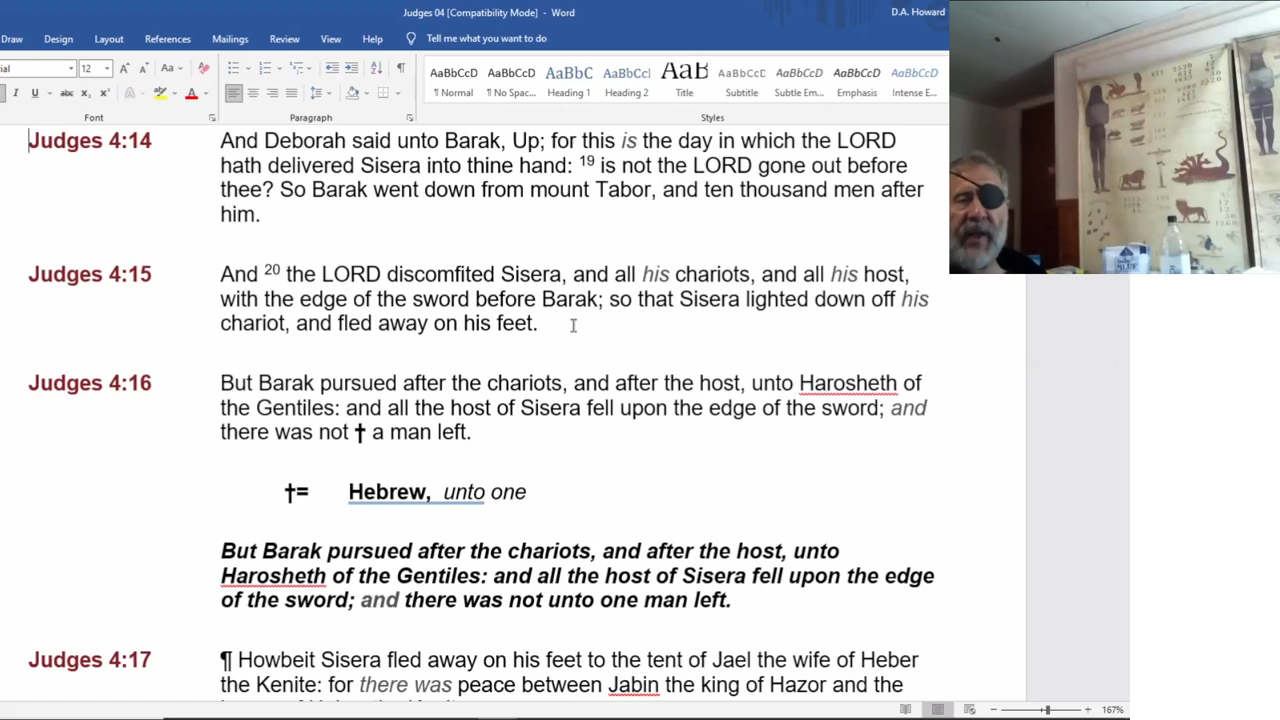 Judges 04 [Compatibility Mode] - Word
D.A. Howard
Draw Design Layout References Mailings Review View Help Tell me what you want to do
12
AaBbCcD AaBbCcD AaBbC AaBbCcl AaB AaBbCcD AaBbCcD AaBbCcD AaBbCcD
¶ Normal ¶ No Spac... Heading 1 Heading 2 Title Subtitle Subtle Em... Emphasis Intense E...
Font Paragraph Styles
Judges 4:14 And Deborah said unto Barak, Up; for this is the day in which the LORD
hath delivered Sisera into thine hand: 19 is not the LORD gone out before
thee? So Barak went down from mount Tabor, and ten thousand men after
him.
Judges 4:15 And 20 the LORD discomfited Sisera, and all his chariots, and all his host,
with the edge of the sword before Barak; so that Sisera lighted down off his
chariot, and fled away on his feet.
Judges 4:16 But Barak pursued after the chariots, and after the host, unto Harosheth of
the Gentiles: and all the host of Sisera fell upon the edge of the sword; and
there was not † a man left.
†= Hebrew, unto one
But Barak pursued after the chariots, and after the host, unto
Harosheth of the Gentiles: and all the host of Sisera fell upon the edge
of the sword; and there was not unto one man left.
Judges 4:17 ¶ Howbeit Sisera fled away on his feet to the tent of Jael the wife of Heber
the Kenite: for there was peace between Jabin the king of Hazor and the
167%